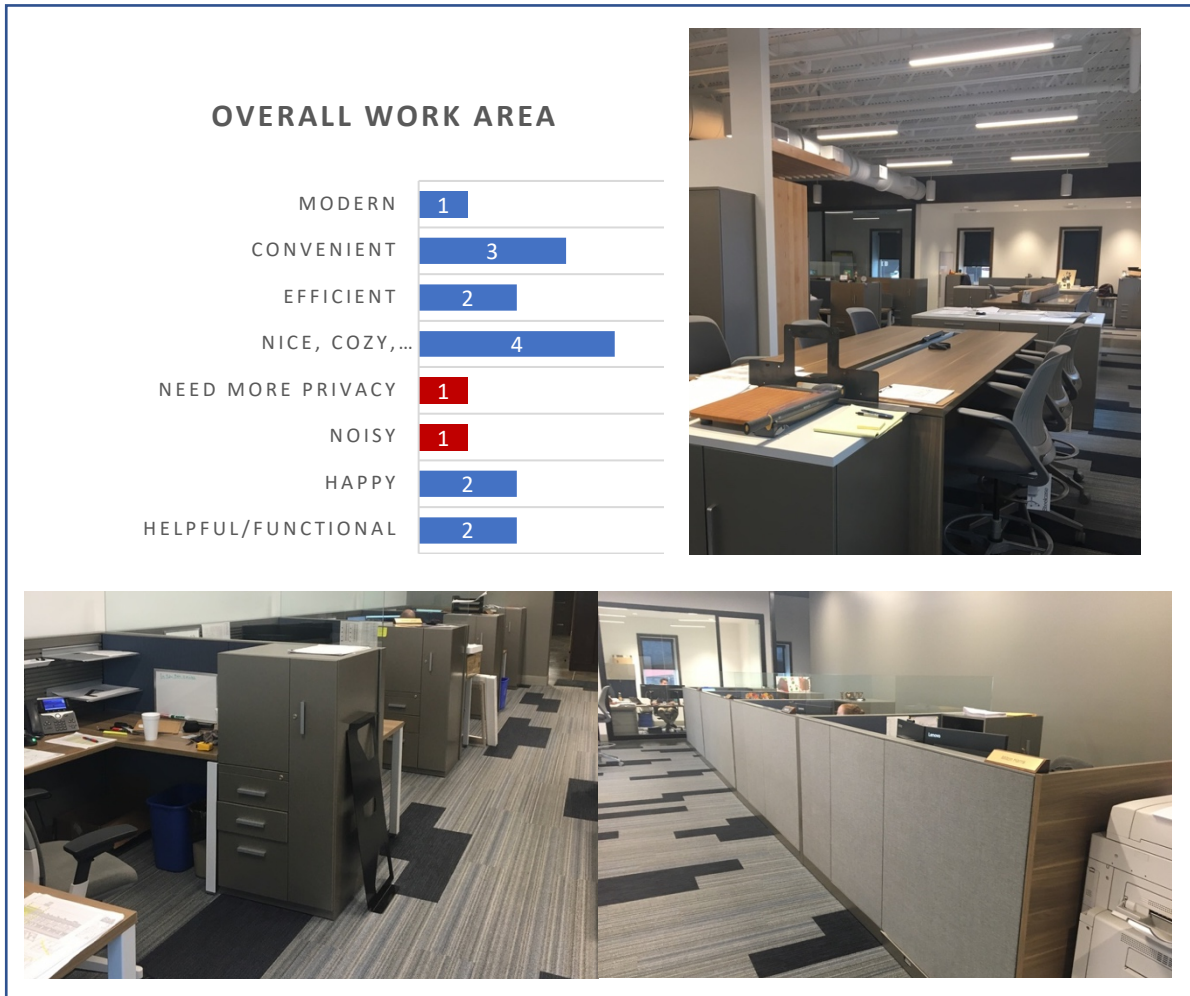 OVERALL WORK AREA
MODERN
1
CONVENIENT
3
EFFICIENT
2
NICE, COZY,…
4
NEED MORE PRIVACY
1
NOISY
1
HAPPY
2
HELPFUL/FUNCTIONAL
2
Lenovo